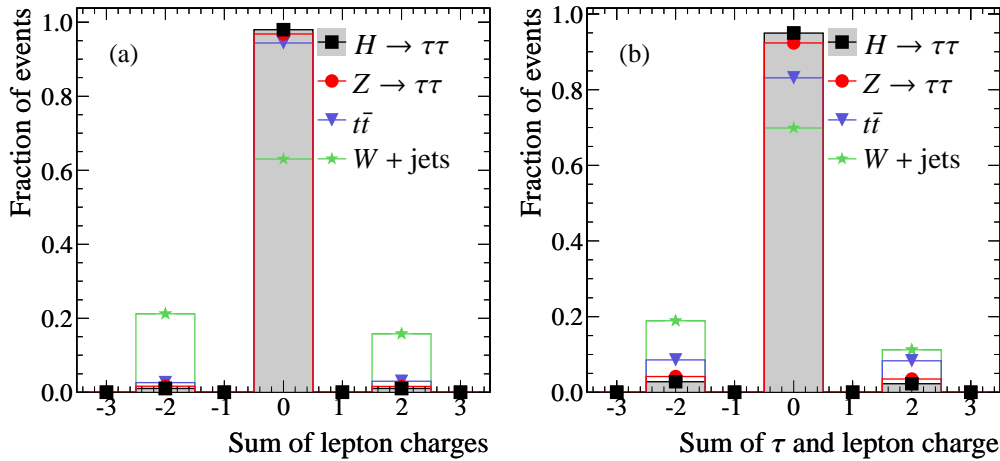 Fraction of events
1.0
0.8
0.6
0.4
0.2
0.0
(a)
H → ττ
Z → ττ
tt̄
W + jets
-3 -2 -1 0 1 2 3
Sum of lepton charges
Fraction of events
1.0
0.8
0.6
0.4
0.2
0.0
(b)
H → ττ
Z → ττ
tt̄
W + jets
-3 -2 -1 0 1 2 3
Sum of τ and lepton charge